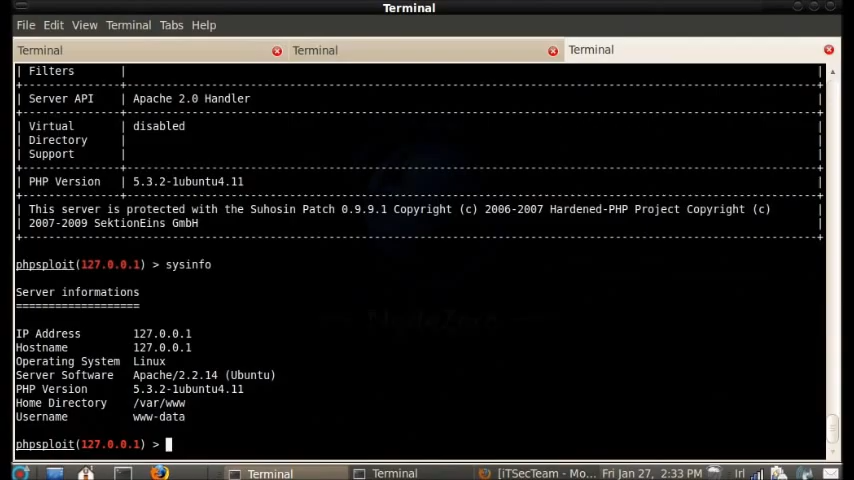 Terminal
File Edit View Terminal Tabs Help
Terminal Terminal Terminal
| Filters |
| Server API | Apache 2.0 Handler |
| Virtual | disabled |
| Directory | |
| Support | |
| PHP Version | 5.3.2-1ubuntu4.11 |
| This server is protected with the Suhosin Patch 0.9.9.1 Copyright (c) 2006-2007 Hardened-PHP Project Copyright (c) |
| 2007-2009 SektionEins GmbH |
phpsploit(127.0.0.1) > sysinfo
Server informations
===================
IP Address 127.0.0.1
Hostname 127.0.0.1
Operating System Linux
Server Software Apache/2.2.14 (Ubuntu)
PHP Version 5.3.2-1ubuntu4.11
Home Directory /var/www
Username www-data
phpsploit(127.0.0.1) >
Terminal Terminal [iTSecTeam - Mo... Fri Jan 27, 2:33 PM Irl